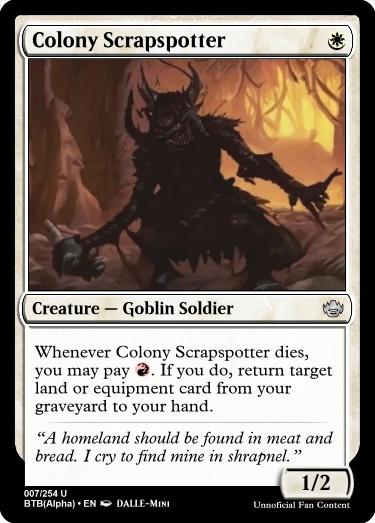 Colony Scrapspotter
Creature — Goblin Soldier
Whenever Colony Scrapspotter dies,
you may pay R. If you do, return target
land or equipment card from your
graveyard to your hand.
“A homeland should be found in meat and
bread. I cry to find mine in shrapnel.”
1/2
007/254 U
BTB(Alpha) • EN DALLE-Mini
Unnoficial Fan Content